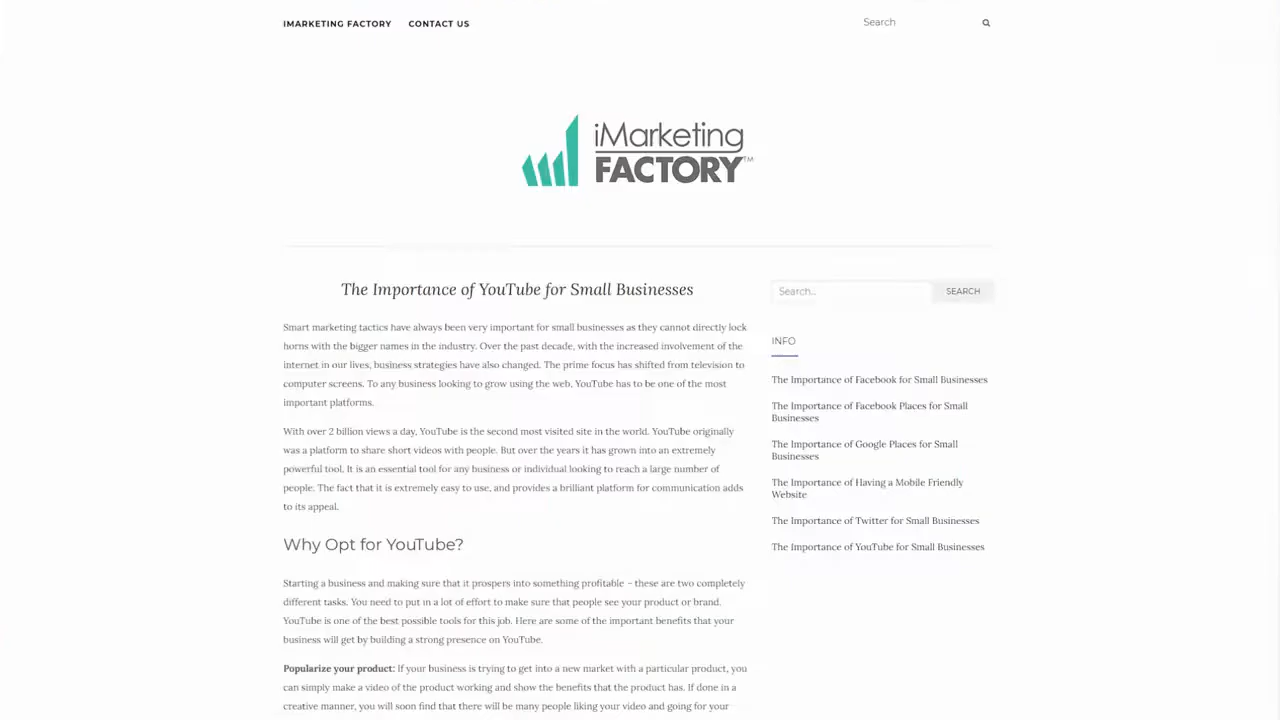 IMARKETING FACTORY CONTACT US Search
iMarketing
FACTORY™
The Importance of YouTube for Small Businesses
Smart marketing tactics have always been very important for small businesses as they cannot directly lock
horns with the bigger names in the industry. Over the past decade, with the increased involvement of the
internet in our lives, business strategies have also changed. The prime focus has shifted from television to
computer screens. To any business looking to grow using the web, YouTube has to be one of the most
important platforms.
With over 2 billion views a day, YouTube is the second most visited site in the world. YouTube originally
was a platform to share short videos with people. But over the years it has grown into an extremely
powerful tool. It is an essential tool for any business or individual looking to reach a large number of
people. The fact that it is extremely easy to use, and provides a brilliant platform for communication adds
to its appeal.
Why Opt for YouTube?
Starting a business and making sure that it prospers into something profitable – these are two completely
different tasks. You need to put in a lot of effort to make sure that people see your product or brand.
YouTube is one of the best possible tools for this job. Here are some of the important benefits that your
business will get by building a strong presence on YouTube.
Popularize your product: If your business is trying to get into a new market with a particular product, you
can simply make a video of the product working and show the benefits that the product has. If done in a
creative manner, you will soon find that there will be many people liking your video and going for your
Search... SEARCH
INFO
The Importance of Facebook for Small Businesses
The Importance of Facebook Places for Small
Businesses
The Importance of Google Places for Small
Businesses
The Importance of Having a Mobile Friendly
Website
The Importance of Twitter for Small Businesses
The Importance of YouTube for Small Businesses